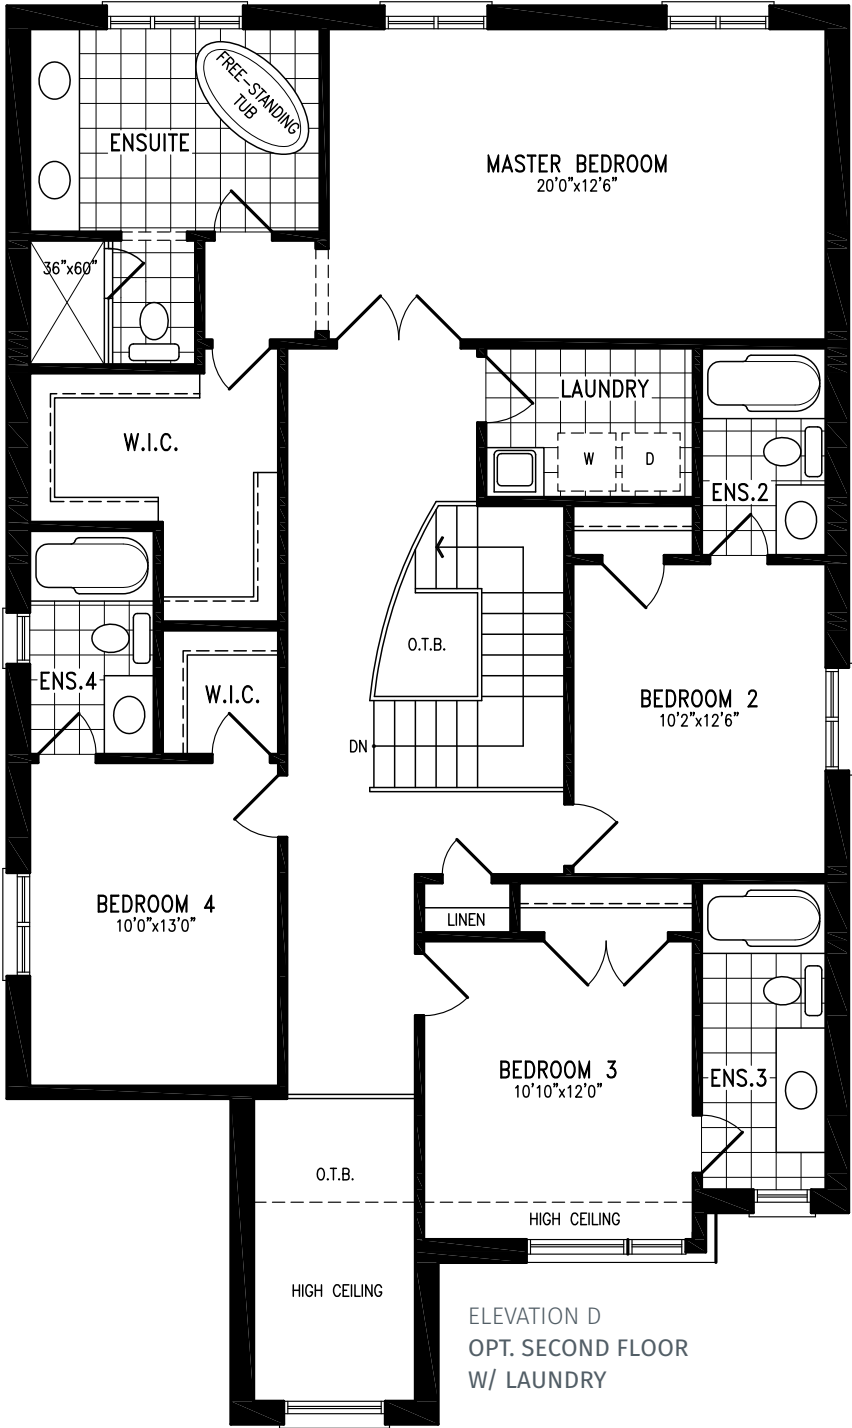 FREE-STANDING
TUB
ENSUITE
MASTER BEDROOM
20'0"x12'6"
36"x60"
LAUNDRY
W.I.C.
W
D
ENS.2
O.T.B.
ENS.4
W.I.C.
BEDROOM 2
10'2"x12'6"
DN
BEDROOM 4
10'0"x13'0"
LINEN
BEDROOM 3
10'10"x12'0"
ENS.3
O.T.B.
HIGH CEILING
HIGH CEILING
ELEVATION D
OPT. SECOND FLOOR
W/ LAUNDRY